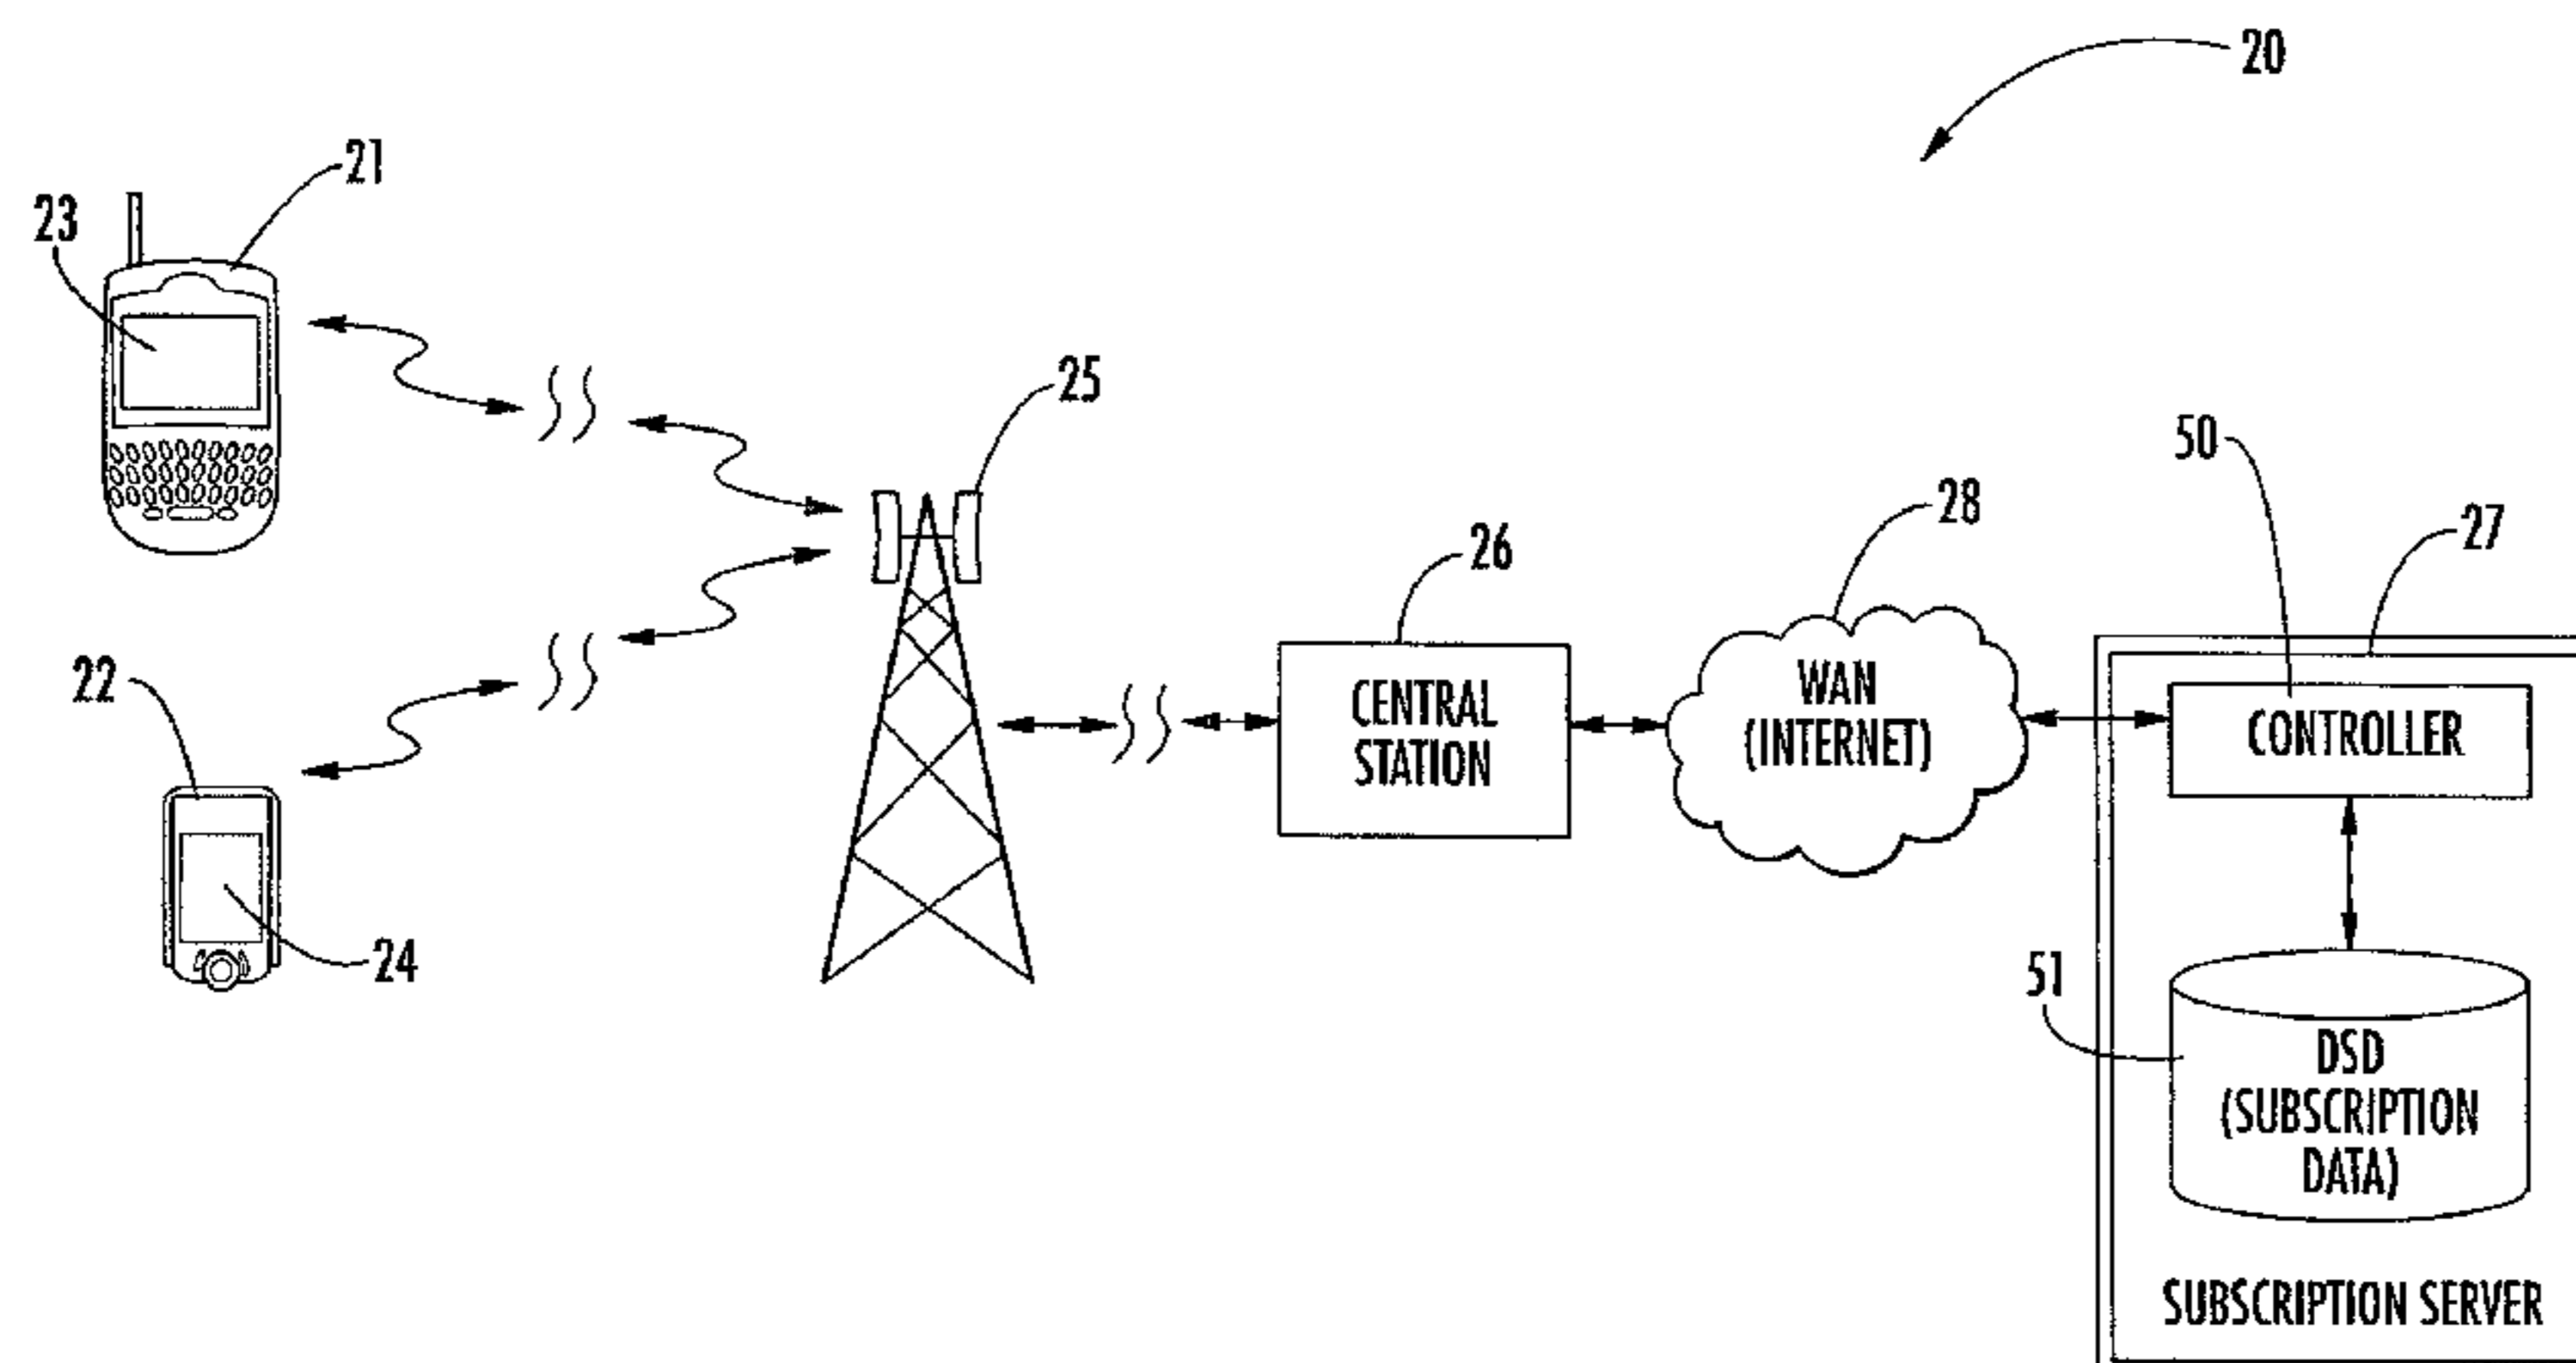 20
21
23
25
50
28
27
26
22
WAN
(INTERNET)
CENTRAL
STATION
CONTROLLER
24
51
DSD
(SUBSCRIPTION
DATA)
SUBSCRIPTION SERVER